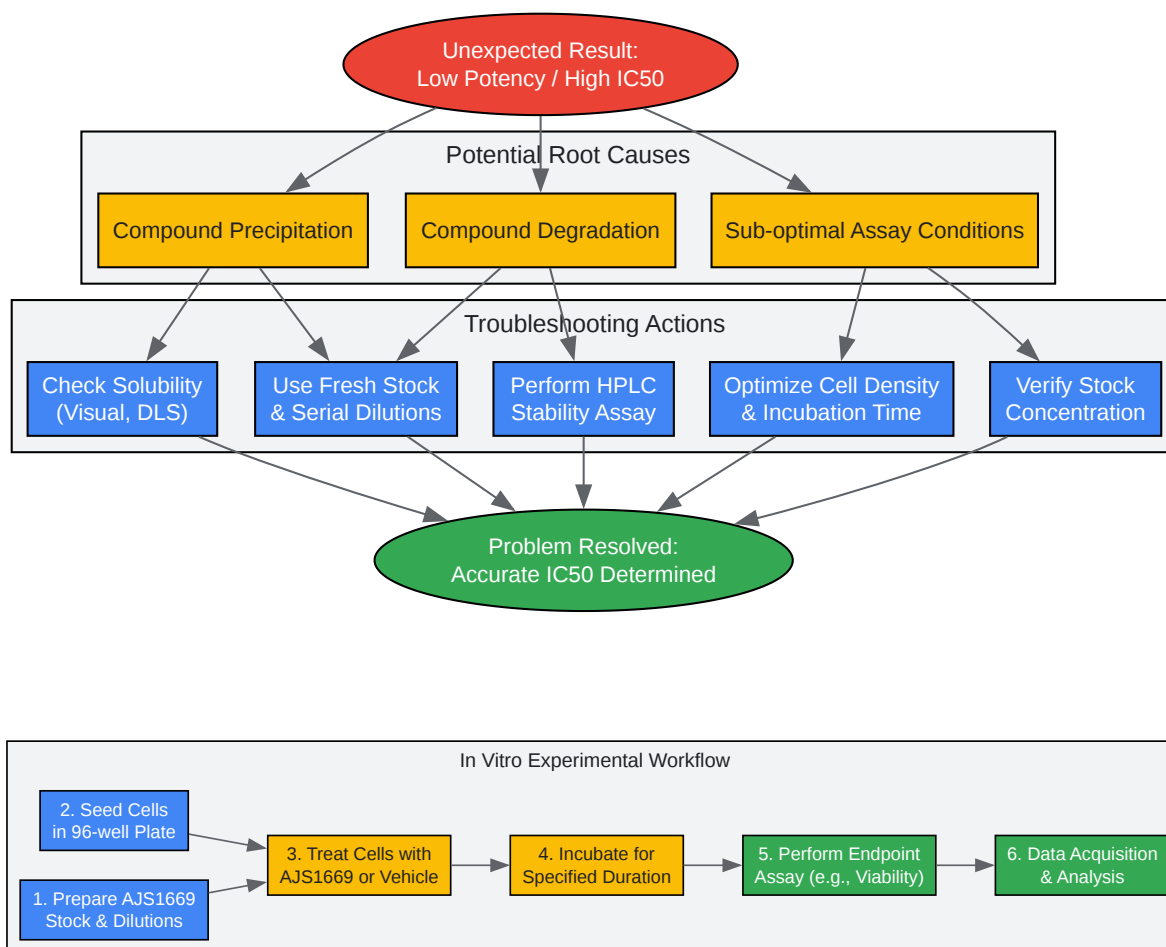 Unexpected Result:
Low Potency / High IC50
Potential Root Causes
Compound Precipitation
Compound Degradation
Sub-optimal Assay Conditions
Troubleshooting Actions
Check Solubility
(Visual, DLS)
Use Fresh Stock
& Serial Dilutions
Perform HPLC
Stability Assay
Optimize Cell Density
& Incubation Time
Verify Stock
Concentration
Problem Resolved:
Accurate IC50 Determined
In Vitro Experimental Workflow
2. Seed Cells
in 96-well Plate
1. Prepare AJS1669
Stock & Dilutions
3. Treat Cells with
AJS1669 or Vehicle
4. Incubate for
Specified Duration
5. Perform Endpoint
Assay (e.g., Viability)
6. Data Acquisition
& Analysis